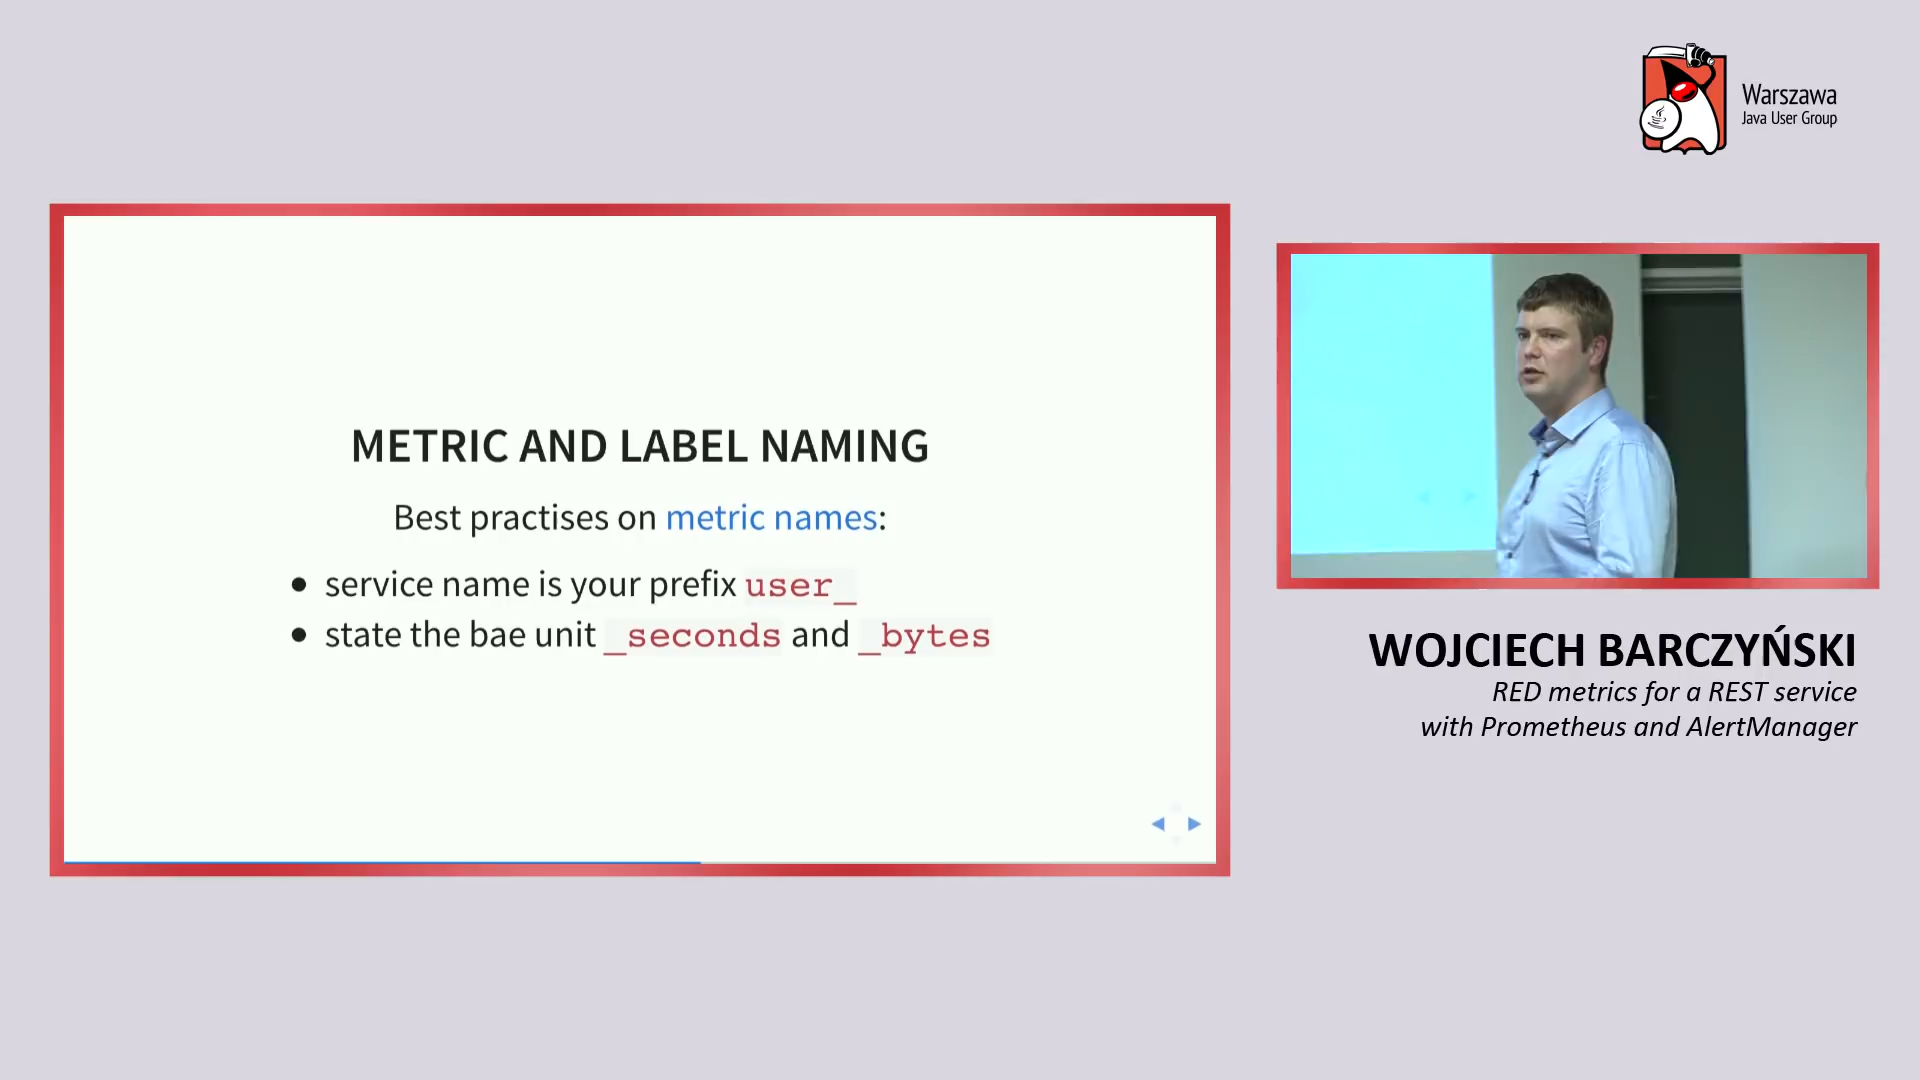 Warszawa
Java User Group
METRIC AND LABEL NAMING
Best practises on metric names:
• service name is your prefix user_
• state the bae unit _seconds and _bytes
WOJCIECH BARCZYŃSKI
RED metrics for a REST service
with Prometheus and AlertManager